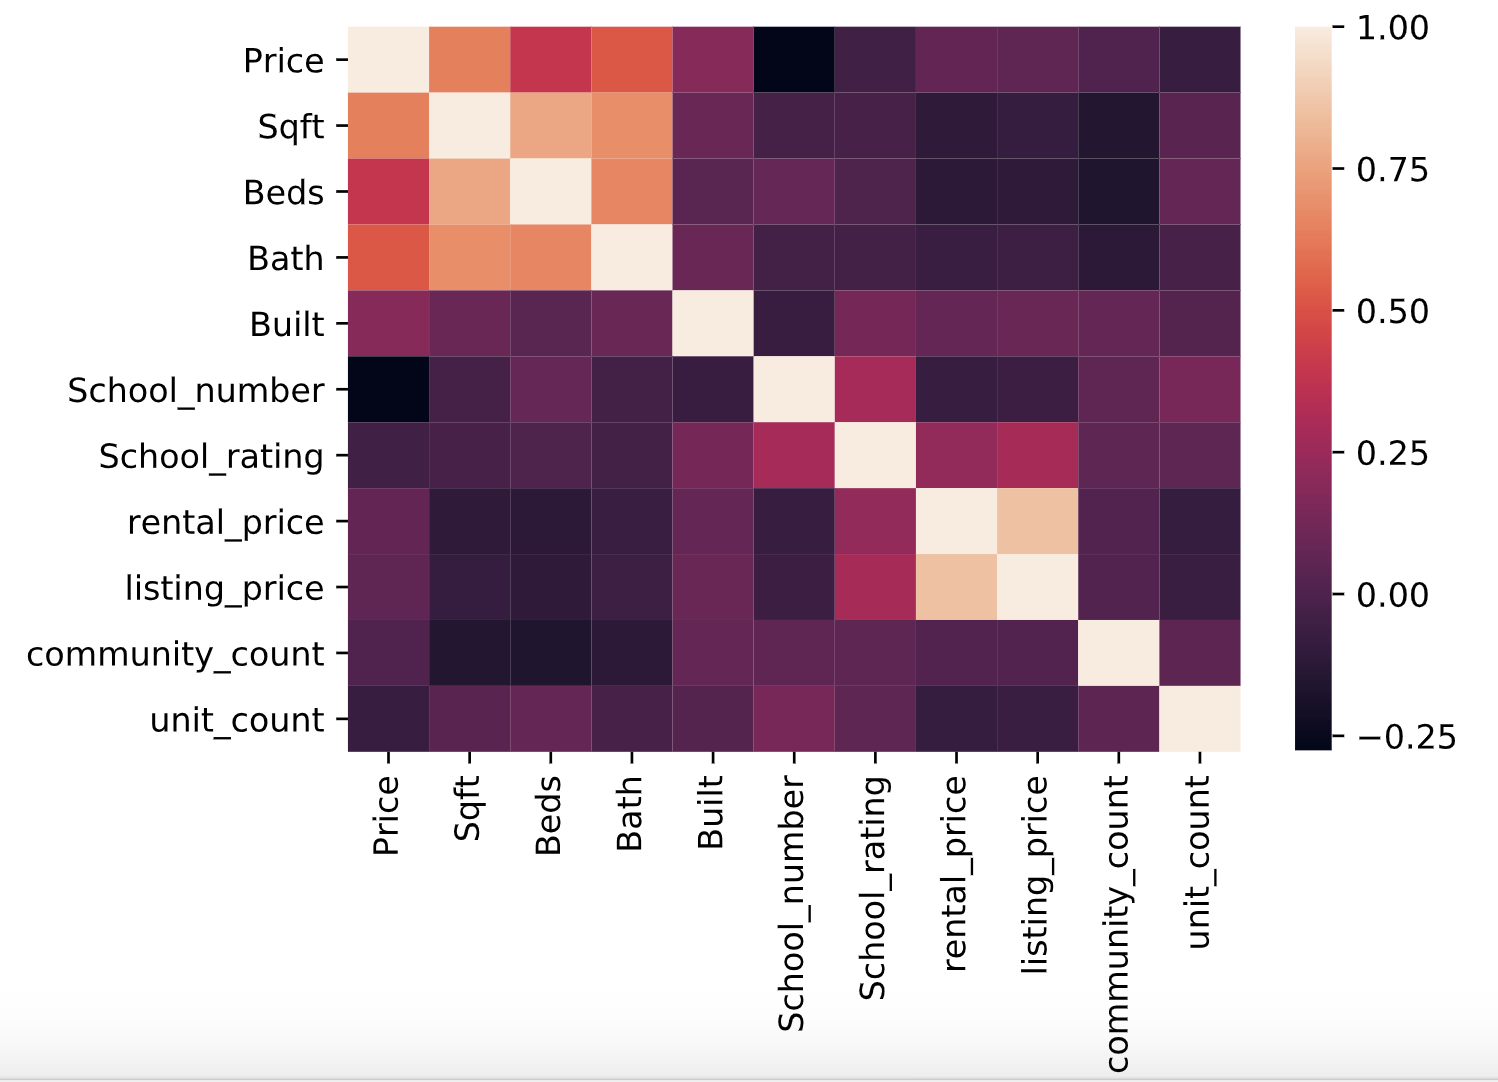 Price
Sqft
Beds
Bath
Built
School_number
School_rating
rental_price
listing_price
community_count
unit_count
Price
Sqft
Beds
Bath
Built
School_number
School_rating
rental_price
listing_price
community_count
unit_count
1.00
0.75
0.50
0.25
0.00
−0.25